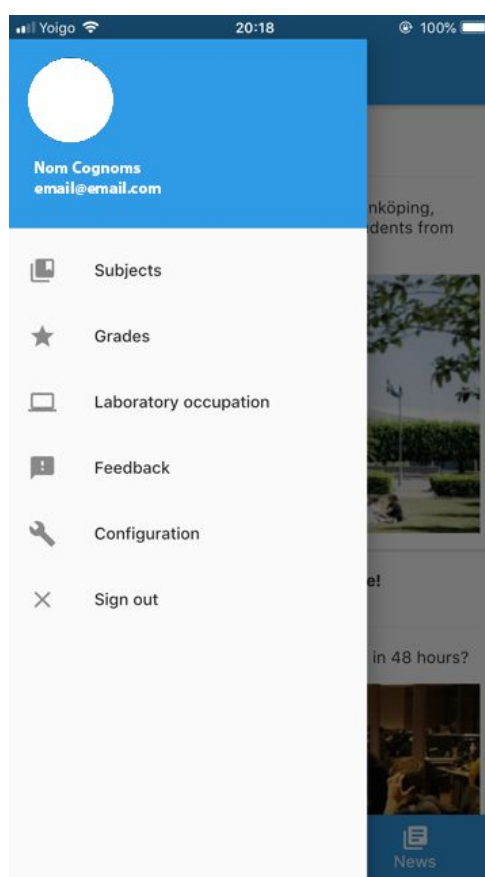 Yoigo 20:18 100%
Nom Cognoms
email@email.com
nköping,
dents from
Subjects
Grades
Laboratory occupation
Feedback
Configuration
e!
Sign out
in 48 hours?
News